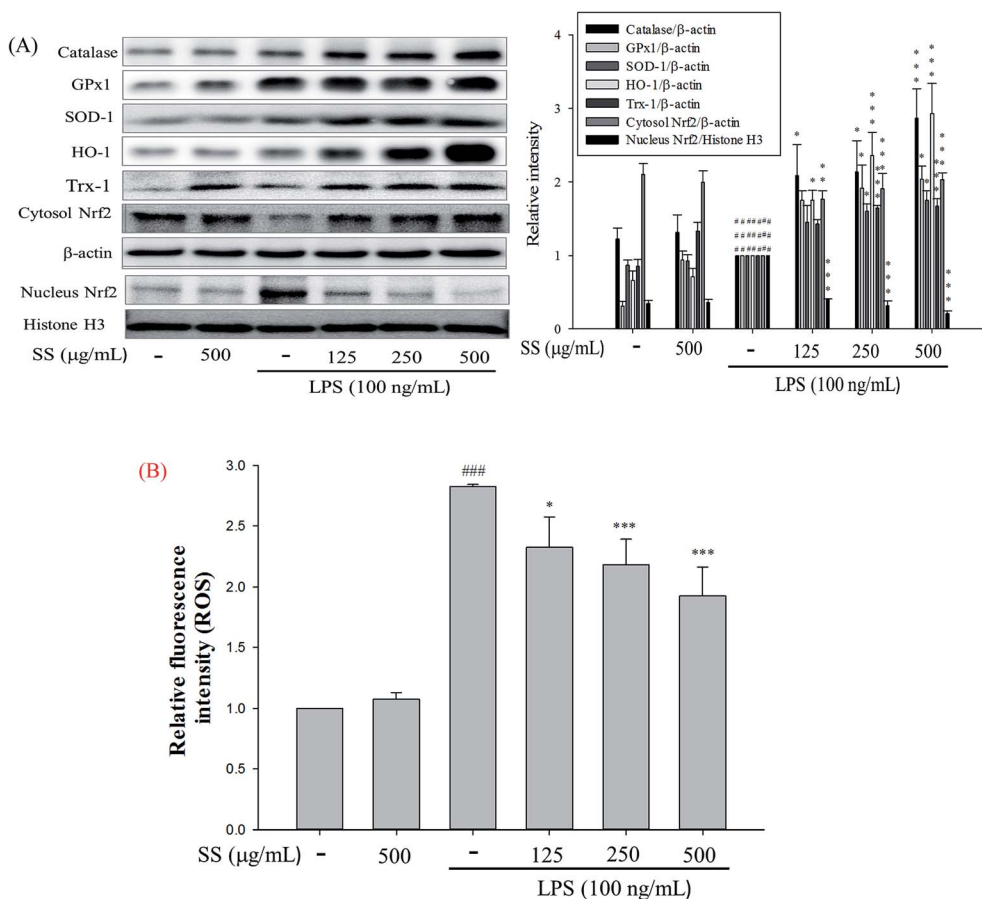 (A)
Catalase
GPx1
SOD-1
HO-1
Trx-1
Cytosol Nrf2
β-actin
Nucleus Nrf2
Histone H3
SS (μg/mL) - 500 - 125 250 500
LPS (100 ng/mL)
Catalase/β-actin
GPx1/β-actin
SOD-1/β-actin
HO-1/β-actin
Trx-1/β-actin
Cytosol Nrf2/β-actin
Nucleus Nrf2/Histone H3
Relative intensity
4
3
2
1
0
SS (μg/mL) - 500 - 125 250 500
LPS (100 ng/mL)
(B)
Relative fluorescence
intensity (ROS)
3.0
2.5
2.0
1.5
1.0
0.5
0.0
###
*
***
***
SS (μg/mL) - 500 - 125 250 500
LPS (100 ng/mL)